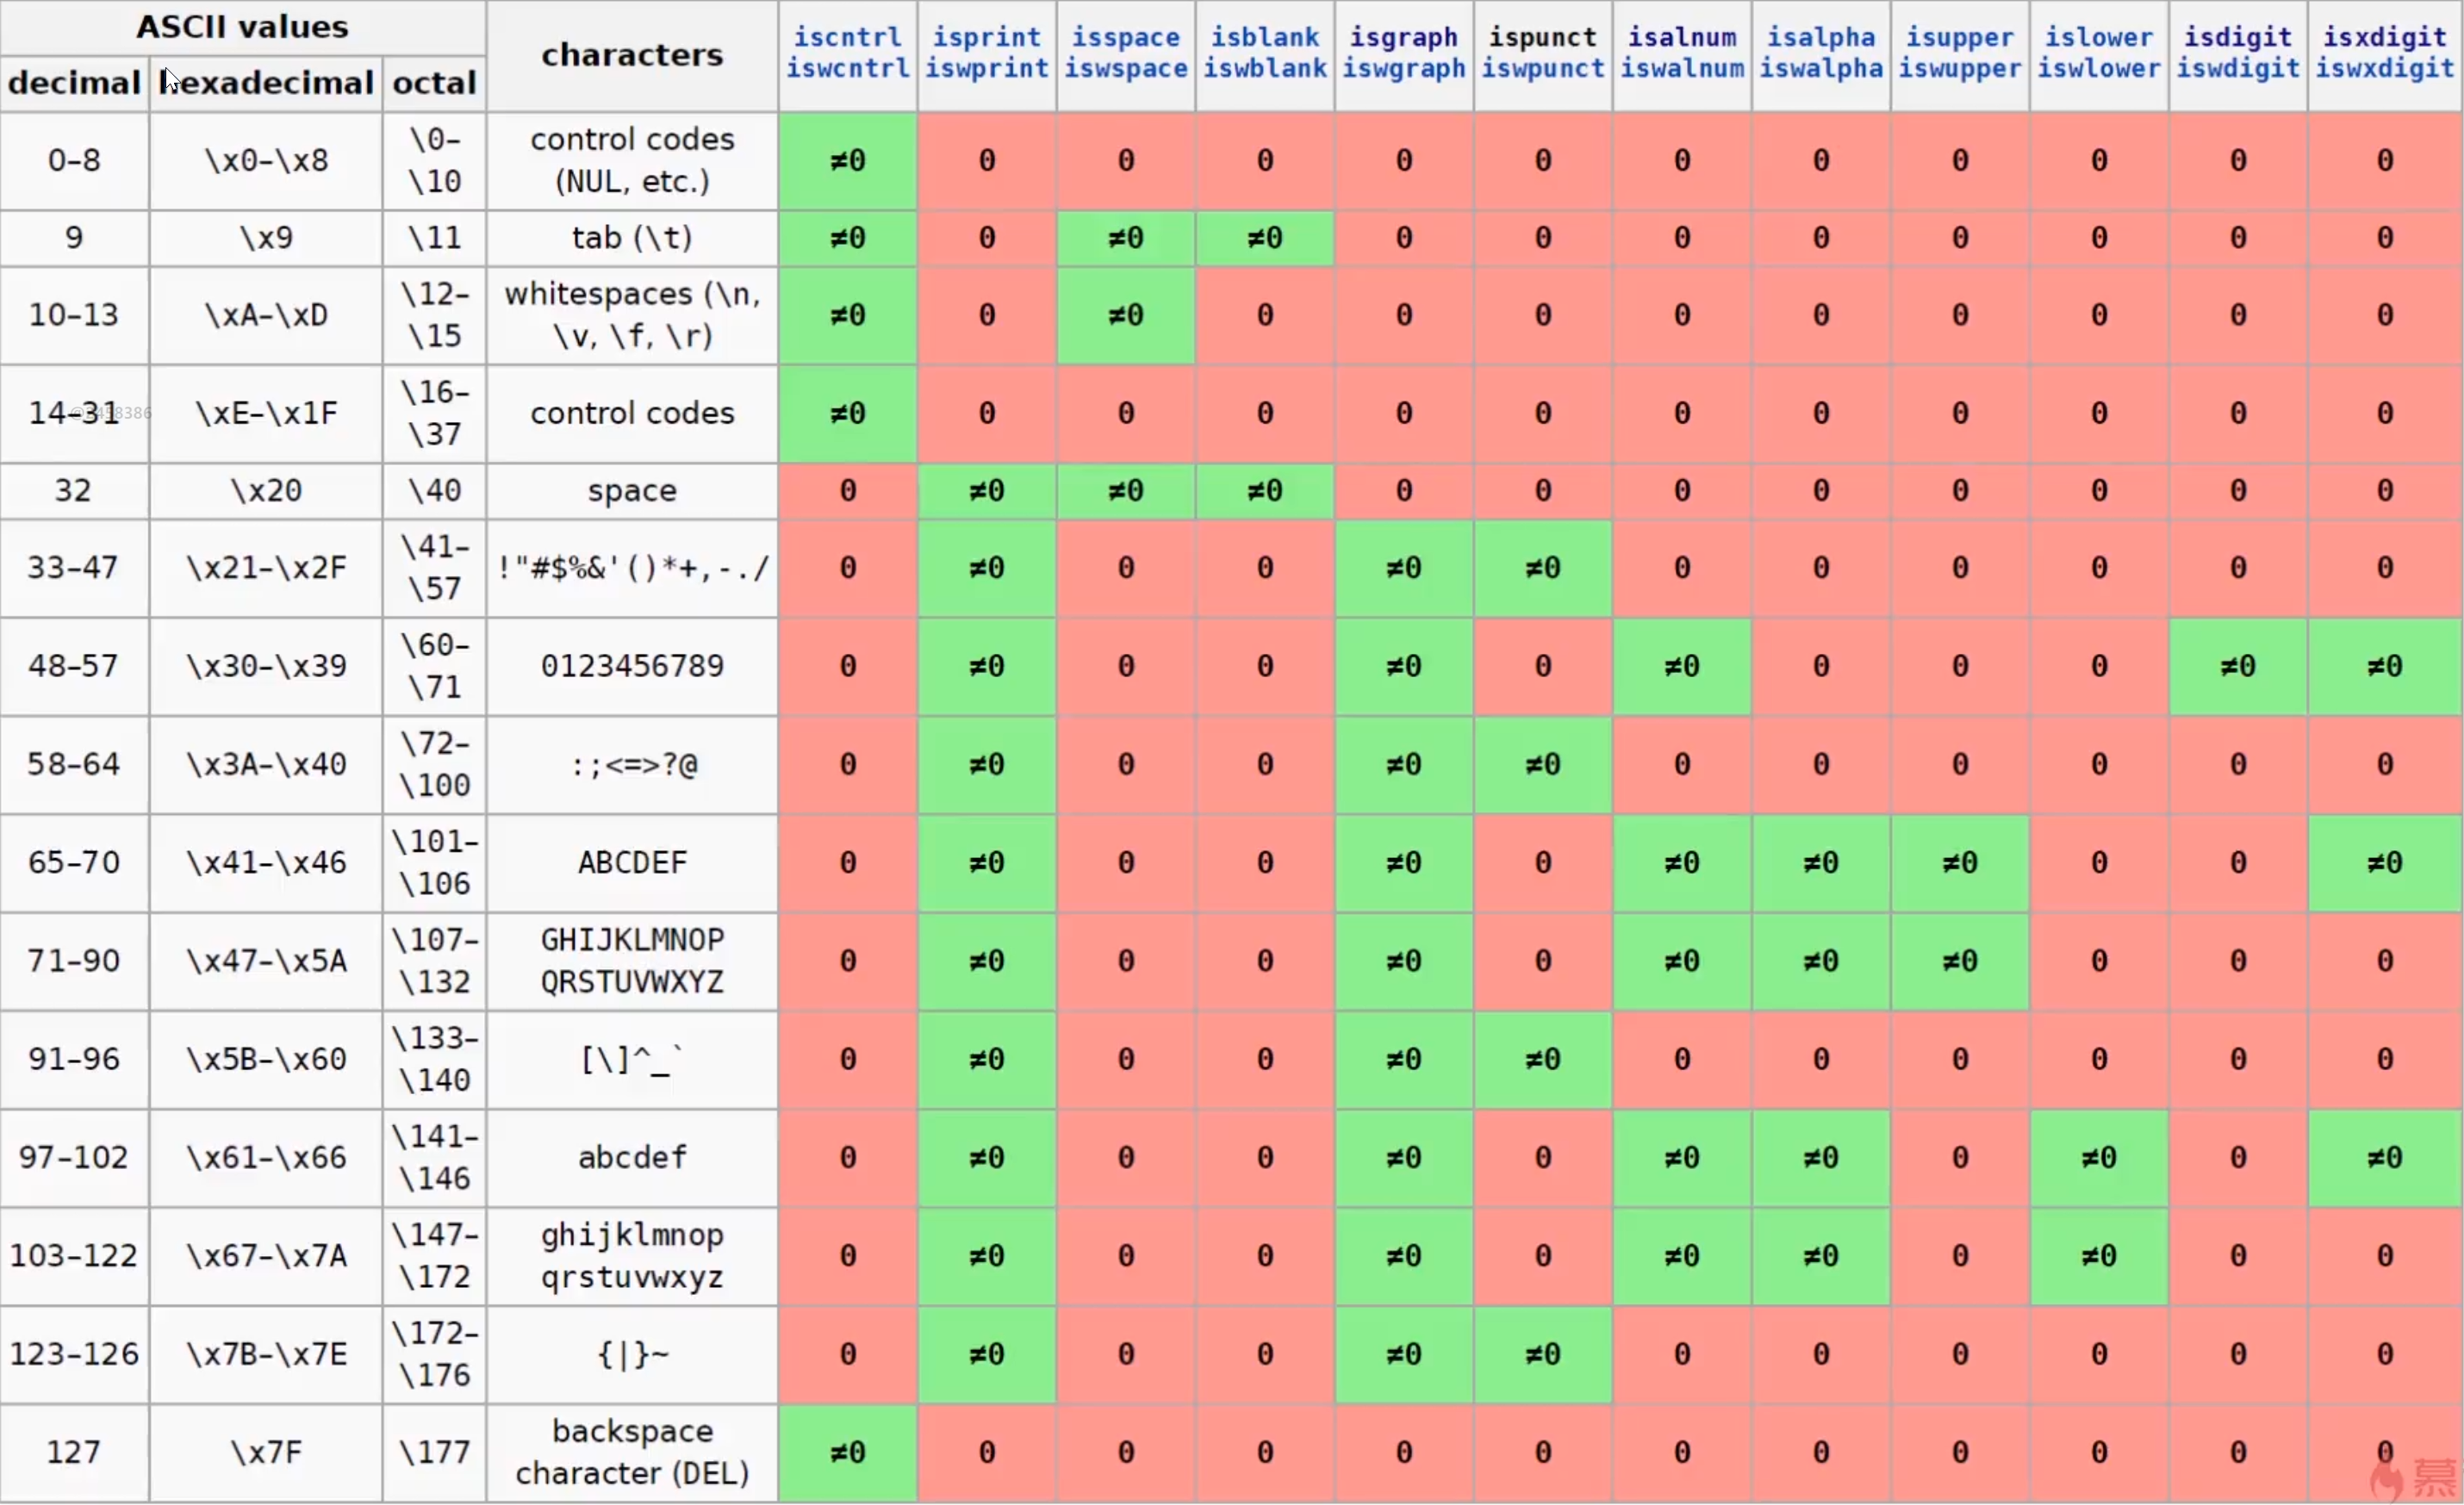 ASCII values
characters
iscntrl isprint isspace isblank isgraph ispunct isalnum isalpha isupper islower isdigit isxdigit
iswcntrl iswprint iswspace iswblank iswgraph iswpunct iswalnum iswalpha iswupper iswlower iswdigit iswxdigit
decimal hexadecimal octal
0–8 \x0–\x8 \0–\10 control codes (NUL, etc.) ≠0 0 0 0 0 0 0 0 0 0 0 0
9 \x9 \11 tab (\t) ≠0 0 ≠0 ≠0 0 0 0 0 0 0 0 0
10–13 \xA–\xD \12–\15 whitespaces (\n, \v, \f, \r) ≠0 0 ≠0 0 0 0 0 0 0 0 0 0
14–31 \xE–\x1F \16–\37 control codes ≠0 0 0 0 0 0 0 0 0 0 0 0
32 \x20 \40 space 0 ≠0 ≠0 ≠0 0 0 0 0 0 0 0 0
33–47 \x21–\x2F \41–\57 !"#$%&'()*+,-./ 0 ≠0 0 0 ≠0 ≠0 0 0 0 0 0 0
48–57 \x30–\x39 \60–\71 0123456789 0 ≠0 0 0 ≠0 0 ≠0 0 0 0 ≠0 ≠0
58–64 \x3A–\x40 \72–\100 :;<=>?@ 0 ≠0 0 0 ≠0 ≠0 0 0 0 0 0 0
65–70 \x41–\x46 \101–\106 ABCDEF 0 ≠0 0 0 ≠0 0 ≠0 ≠0 ≠0 0 0 ≠0
71–90 \x47–\x5A \107–\132 GHIJKLMNOP QRSTUVWXYZ 0 ≠0 0 0 ≠0 0 ≠0 ≠0 ≠0 0 0 0
91–96 \x5B–\x60 \133–\140 [\]^_` 0 ≠0 0 0 ≠0 ≠0 0 0 0 0 0 0
97–102 \x61–\x66 \141–\146 abcdef 0 ≠0 0 0 ≠0 0 ≠0 ≠0 0 ≠0 0 ≠0
103–122 \x67–\x7A \147–\172 ghijklmnop qrstuvwxyz 0 ≠0 0 0 ≠0 0 ≠0 ≠0 0 ≠0 0 0
123–126 \x7B–\x7E \172–\176 {|}~ 0 ≠0 0 0 ≠0 ≠0 0 0 0 0 0 0
127 \x7F \177 backspace character (DEL) ≠0 0 0 0 0 0 0 0 0 0 0 0
慕